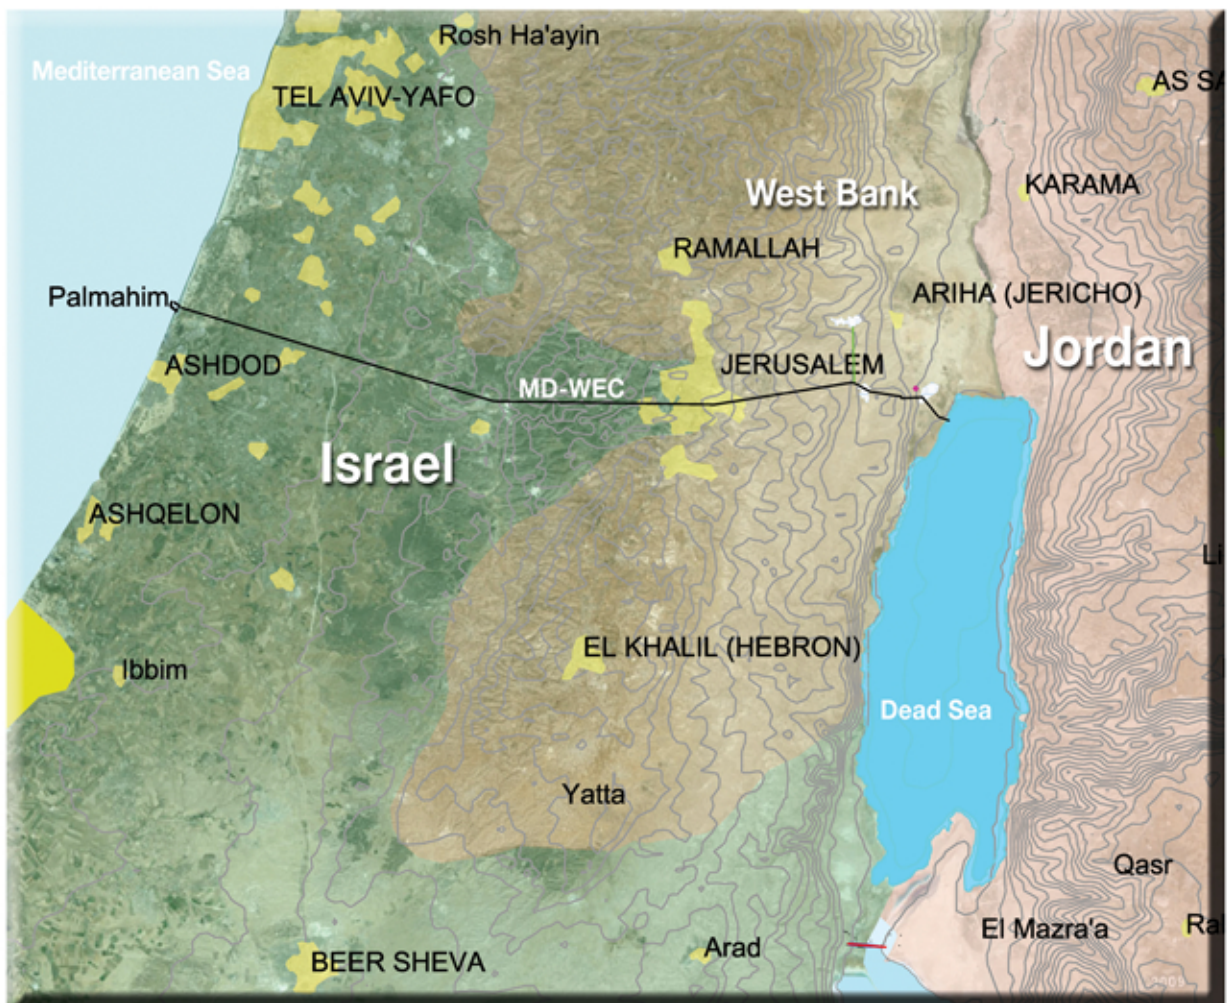 Rosh Ha'ayin
Mediterranean Sea
TEL AVIV-YAFO
KARAMA
West Bank
RAMALLAH
Palmahim
ARIHA (JERICHO)
Jordan
ASHDOD
JERUSALEM
MD-WEC
Israel
ASHQELON
EL KHALIL (HEBRON)
Ibbim
Dead Sea
Yatta
Qasr
El Mazra'a
Arad
BEER SHEVA